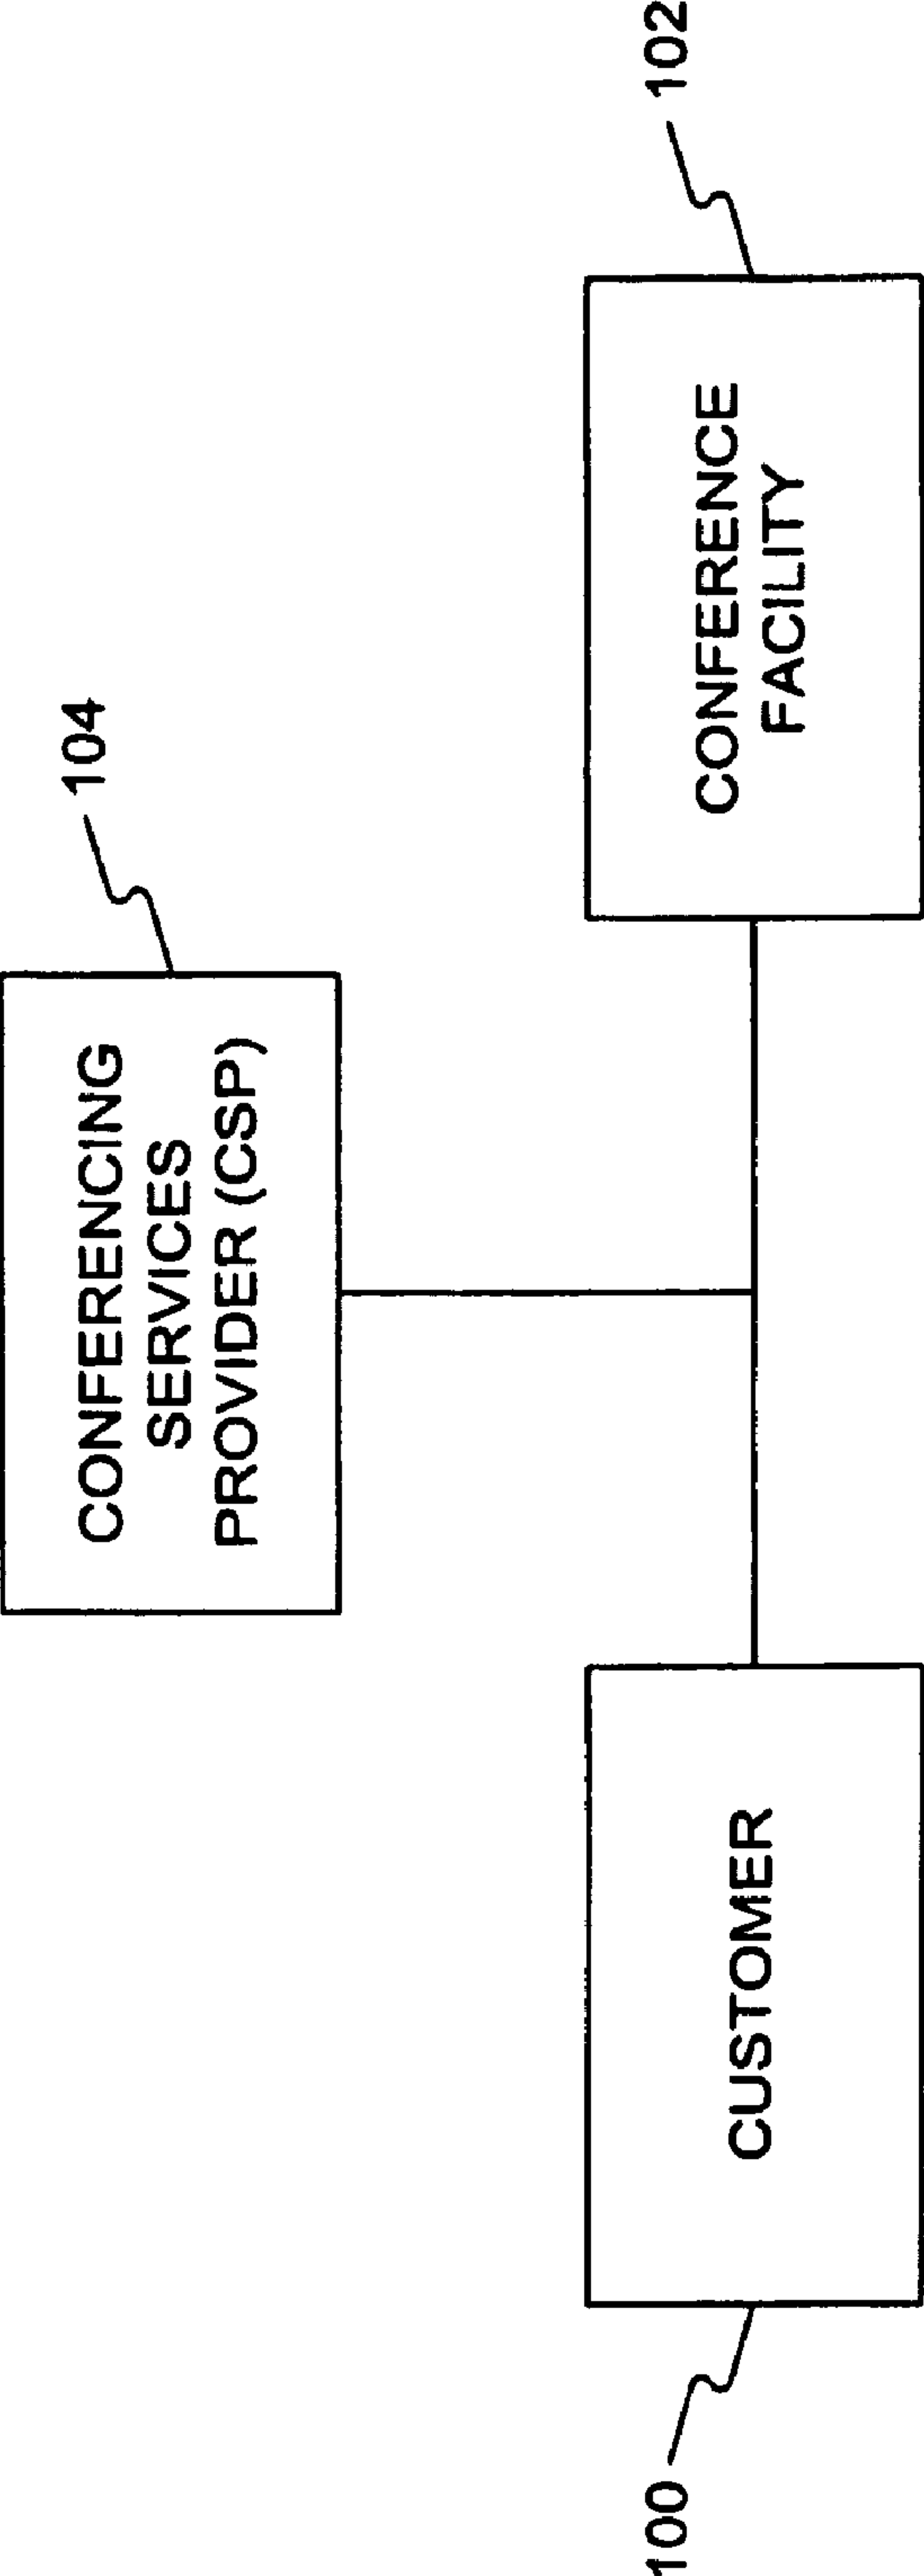 104
CONFERENCING
SERVICES
PROVIDER (CSP)
100
CUSTOMER
CONFERENCE
FACILITY
102